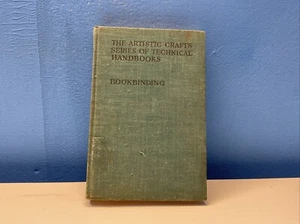 THE ARTISTIC CRAFTS
SERIES OF TECHNICAL
HANDBOOKS
BOOKBINDING